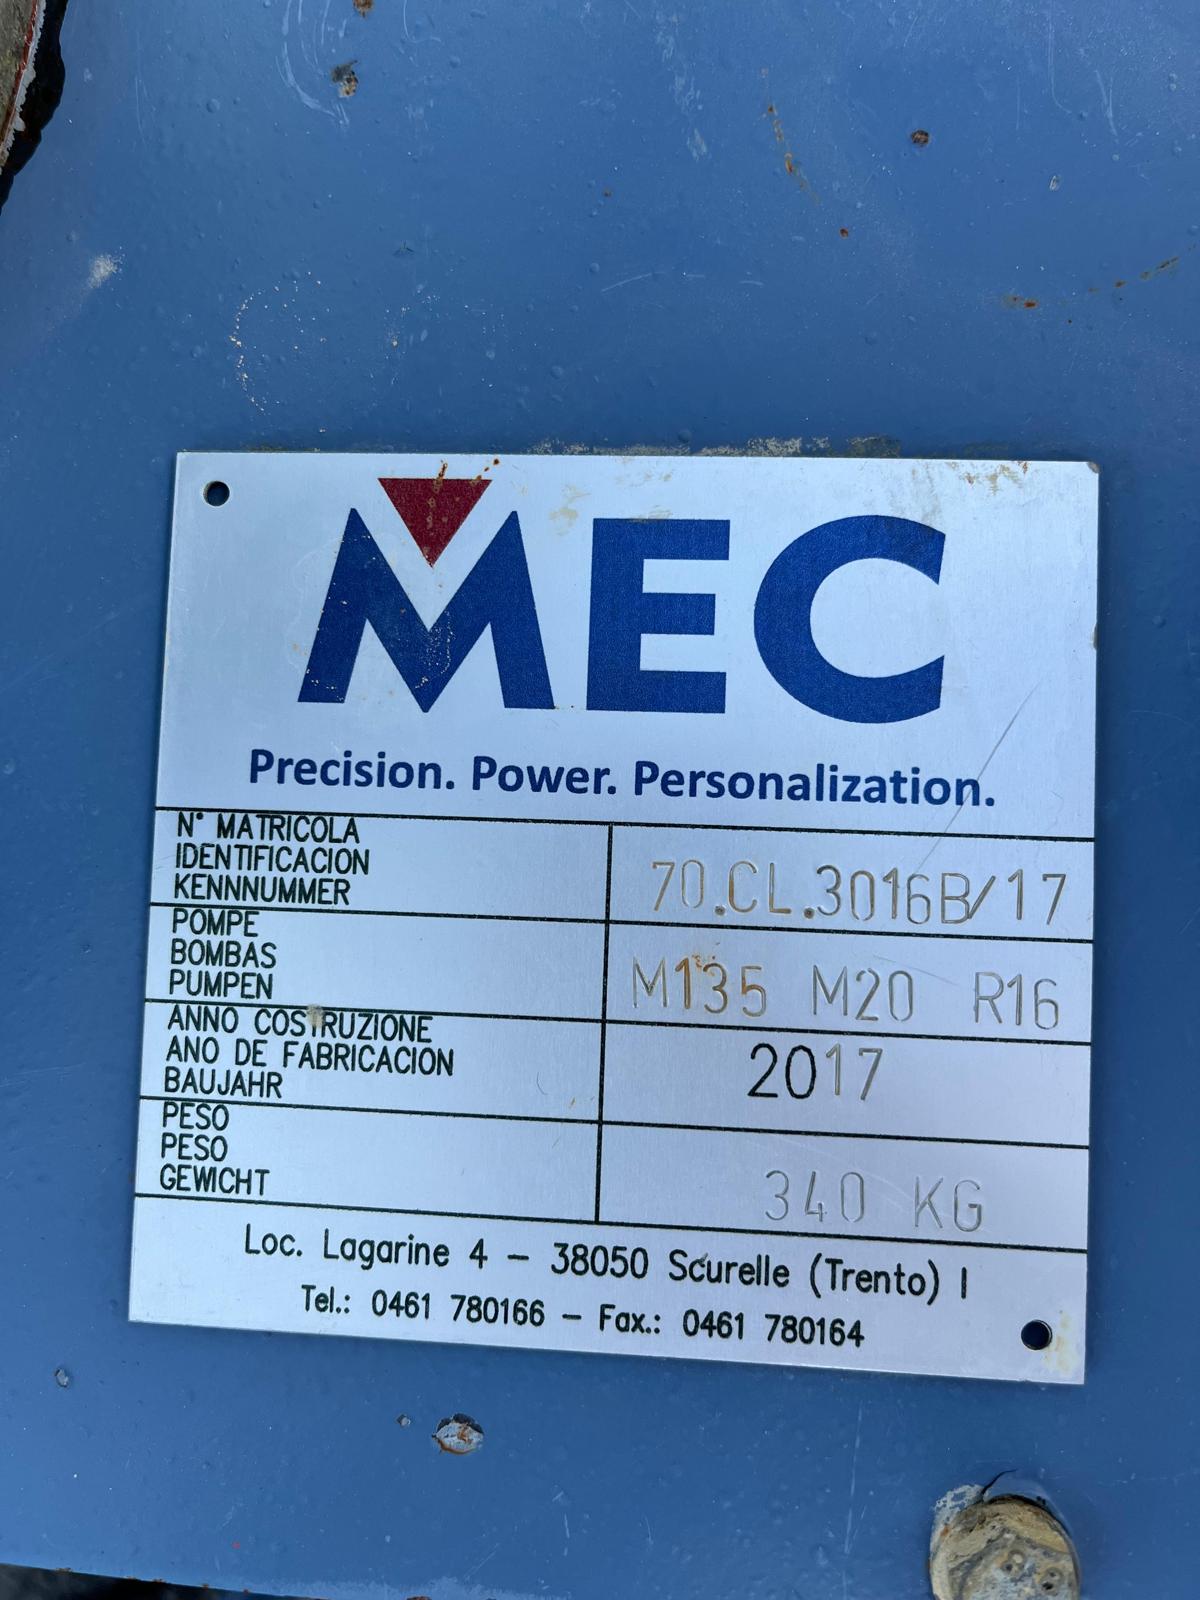 MEC
Precision. Power. Personalization.
N° MATRICOLA
IDENTIFICACION
KENNNUMMER
70.CL.3016B/17
POMPE
BOMBAS
PUMPEN
M135 M20 R16
ANNO COSTRUZIONE
ANO DE FABRICACION
BAUJAHR
2017
PESO
PESO
GEWICHT
340 KG
Loc. Lagarine 4 – 38050 Scurelle (Trento) I
Tel.: 0461 780166 – Fax.: 0461 780164